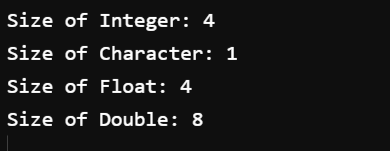 Size of Integer: 4
Size of Character: 1
Size of Float: 4
Size of Double: 8